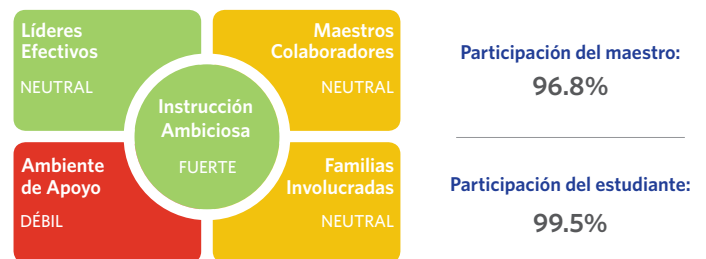 Líderes
Efectivos
NEUTRAL
Maestros
Colaboradores
NEUTRAL
Instrucción
Ambiciosa
FUERTE
Ambiente
de Apoyo
DÉBIL
Familias
Involucradas
NEUTRAL
Participación del maestro:
96.8%
Participación del estudiante:
99.5%